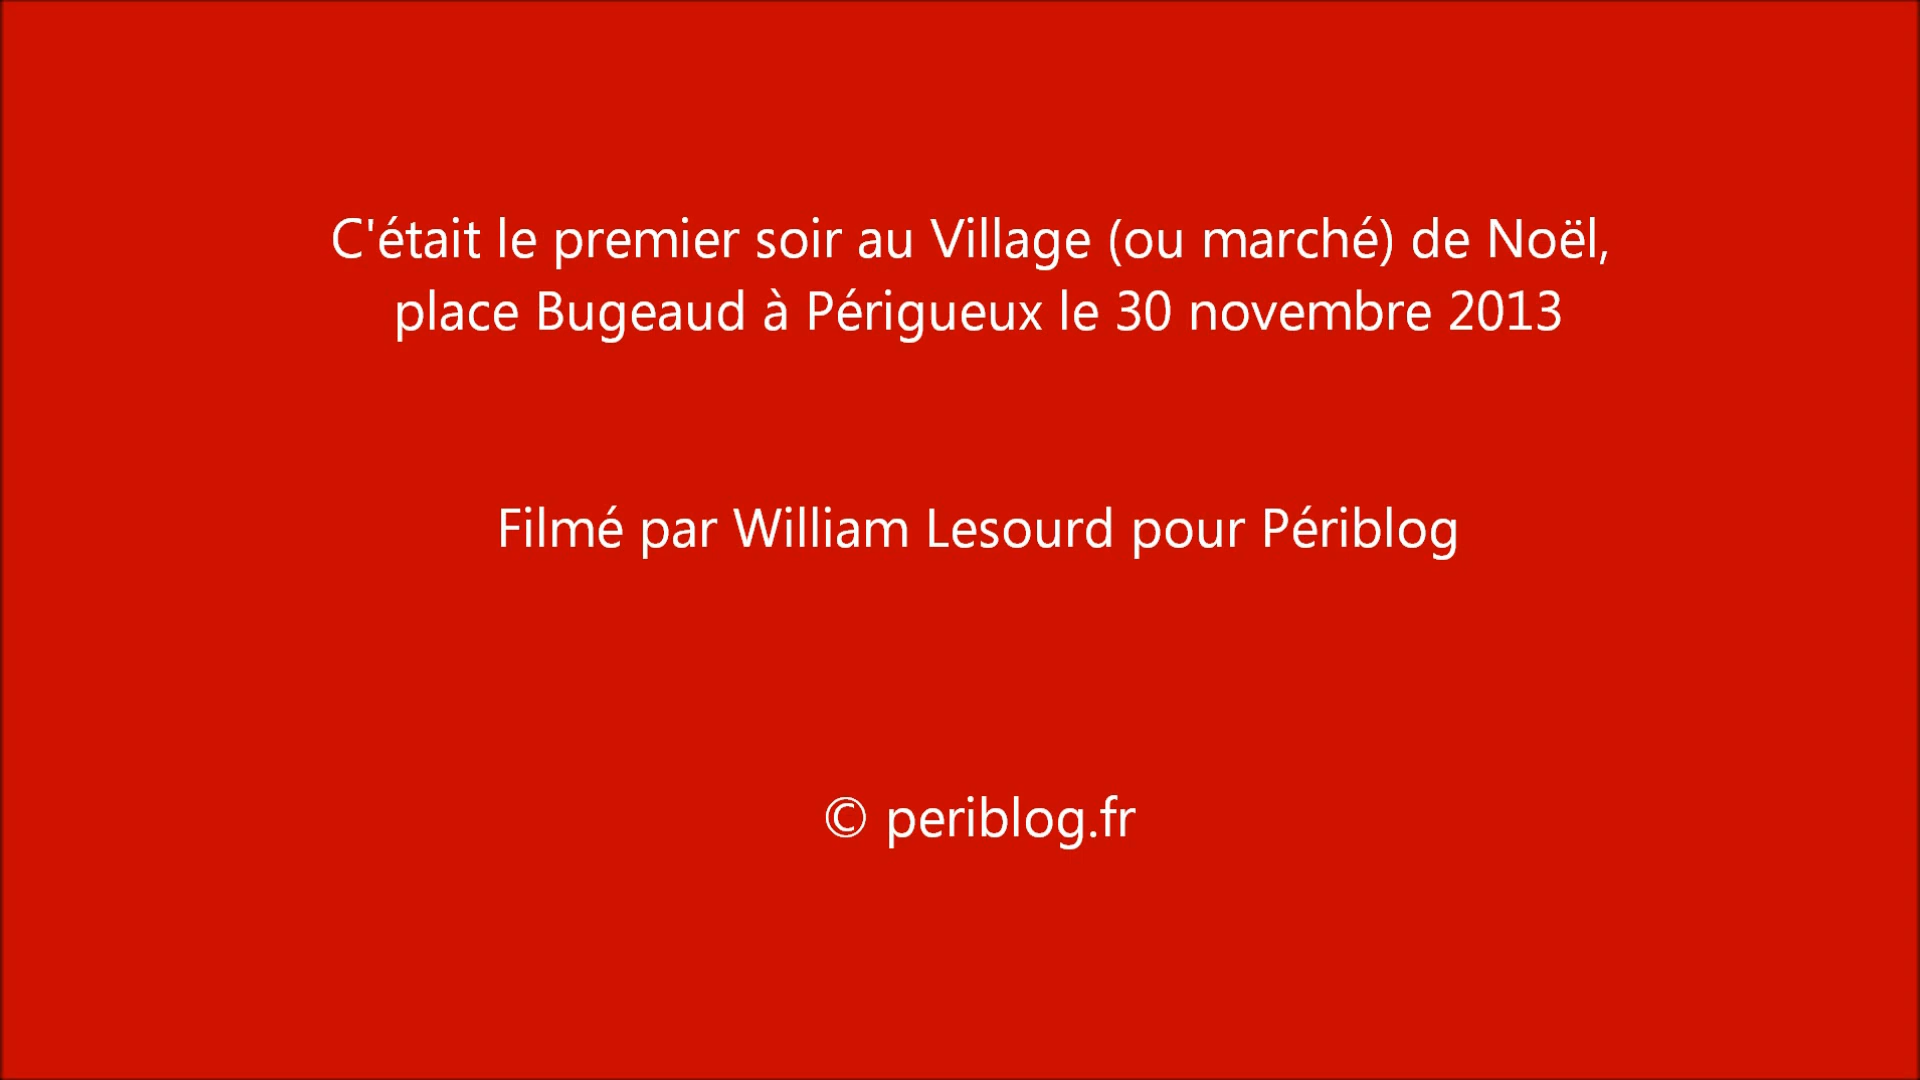 C'était le premier soir au Village (ou marché) de Noël,
place Bugeaud à Périgueux le 30 novembre 2013
Filmé par William Lesourd pour Périblog
© periblog.fr